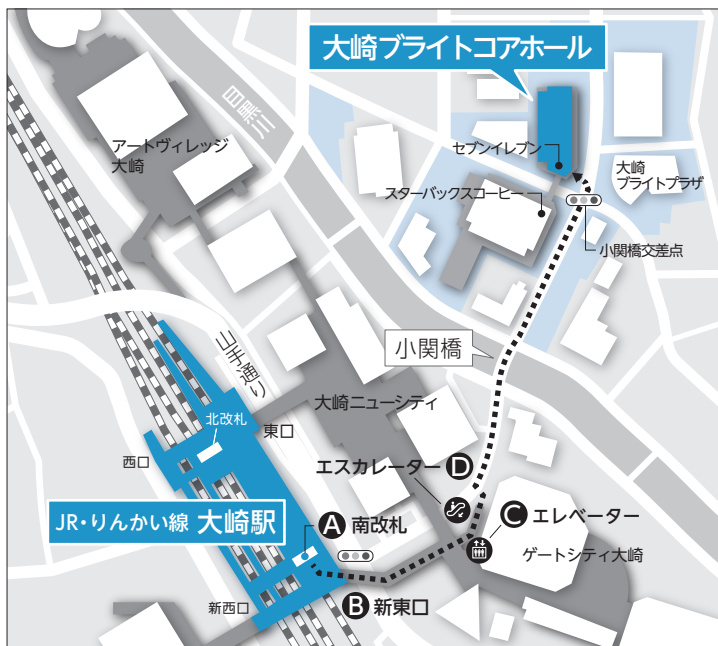 大崎ブライトコアホール
目黒川
アートヴィレッジ
大崎
セブンイレブン
スターバックスコーヒー
大崎
ブライトプラザ
小関橋交差点
小関橋
山手通り
大崎ニューシティ
北改札
東口
西口
エスカレーター D
C エレベーター
JR・りんかい線 大崎駅
A 南改札
ゲートシティ大崎
新西口
B 新東口